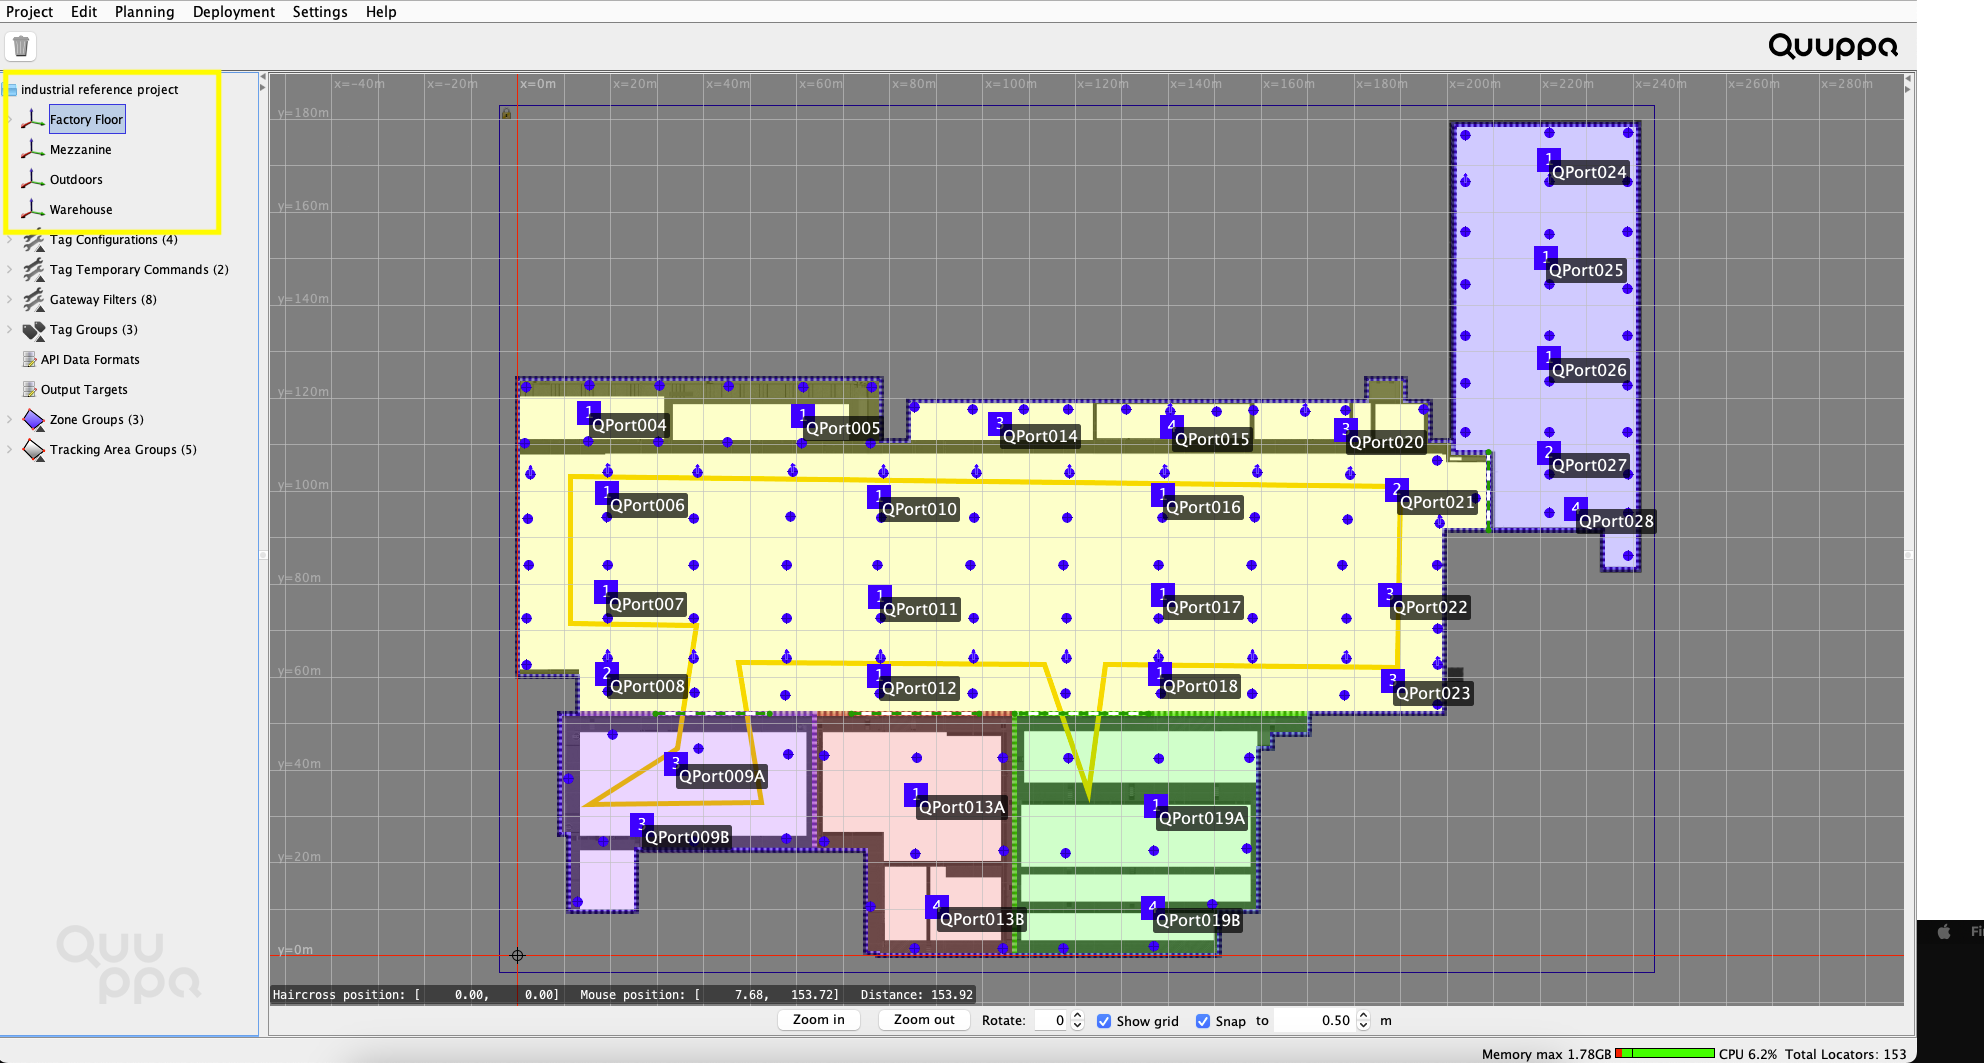 Project Edit Planning Deployment Settings Help
Quuppa
industrial reference project
Factory Floor
Mezzanine
Outdoors
Warehouse
Tag Configurations (4)
Tag Temporary Commands (2)
Gateway Filters (8)
Tag Groups (3)
API Data Formats
Output Targets
Zone Groups (3)
Tracking Area Groups (5)
Quuppa
x=-40m x=-20m x=0m x=20m x=40m x=60m x=80m x=100m x=120m x=140m x=160m x=180m x=200m x=220m x=240m x=260m x=280m
y=180m
1 QPort024
y=160m
1 QPort025
y=140m
1 QPort026
y=120m
1 QPort004
1 QPort005
3 QPort014
4 QPort015
3 QPort020
2 QPort027
y=100m
1 QPort006
1 QPort010
1 QPort016
2 QPort021
4 QPort028
y=80m
1 QPort007
1 QPort011
1 QPort017
3 QPort022
y=60m
2 QPort008
1 QPort012
1 QPort018
3 QPort023
y=40m
3 QPort009A
1 QPort013A
1 QPort019A
3 QPort009B
y=20m
4 QPort013B
4 QPort019B
y=0m
Haircross position: [ 0.00, 0.00] Mouse position: [ 7.68, 153.72] Distance: 153.92
Zoom in Zoom out Rotate: 0 Show grid Snap to 0.50 m
Memory max 1.78GB CPU 6.2% Total Locators: 153